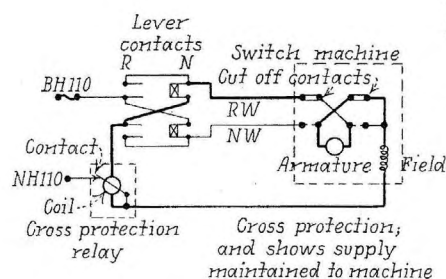 Lever
contacts
R N
Switch machine
Cut off contacts
BH110
RW
NW
Contact
NH110
Coil
Armature Field
Cross protection
relay
Cross protection;
and shows supply
maintained to machine